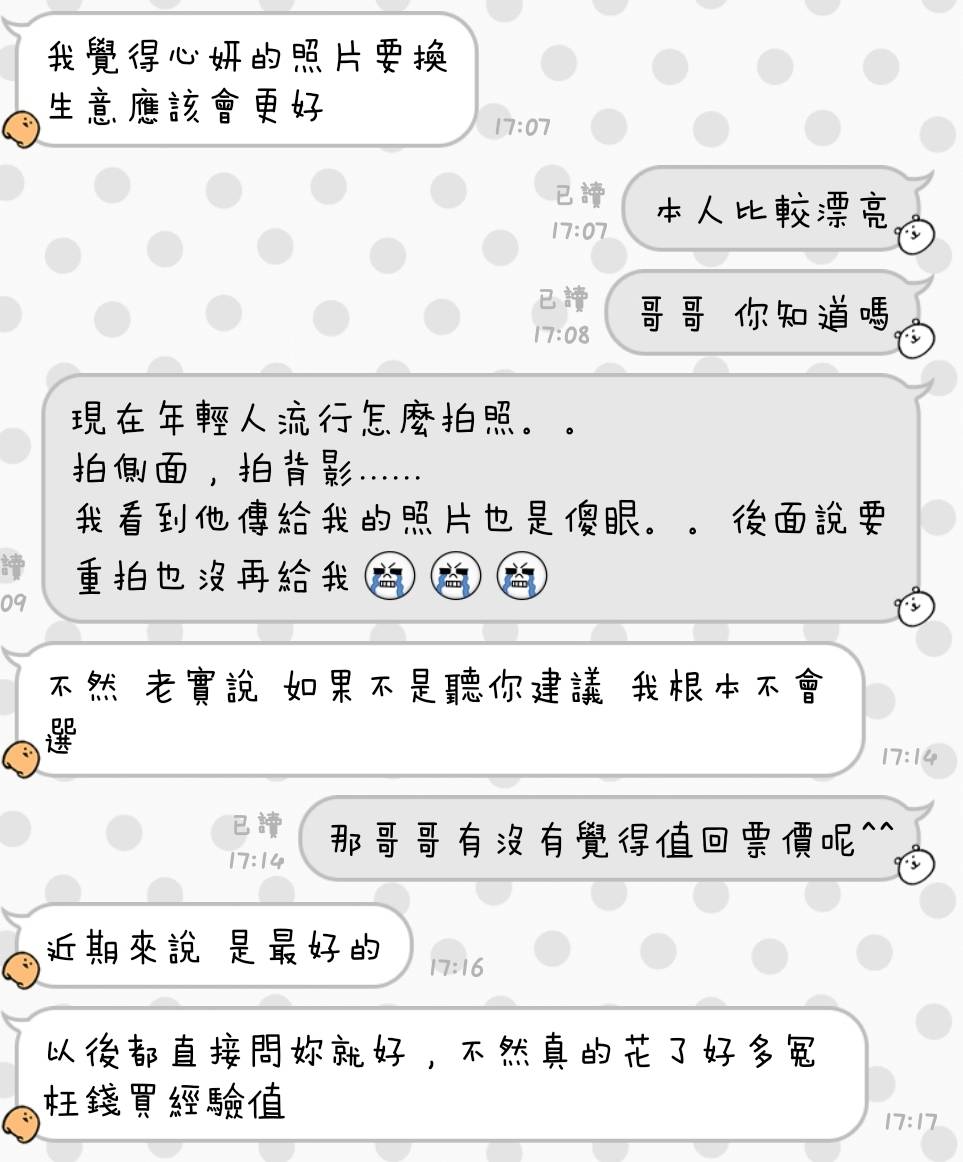 我覺得心妍的照片要換
生意應該會更好
17:07
已讀
17:07
本人比較漂亮
已讀
17:08
哥哥 你知道嗎
現在年輕人流行怎麼拍照。。
拍側面，拍背影......
我看到他傳給我的照片也是傻眼。。後面說要
重拍也沒再給我
讀
09
不然 老實說 如果不是聽你建議 我根本不會
選
17:14
已讀
17:14
那哥哥有沒有覺得值回票價呢^^
近期來說 是最好的
17:16
以後都直接問妳就好，不然真的花了好多冤
枉錢買經驗值
17:17